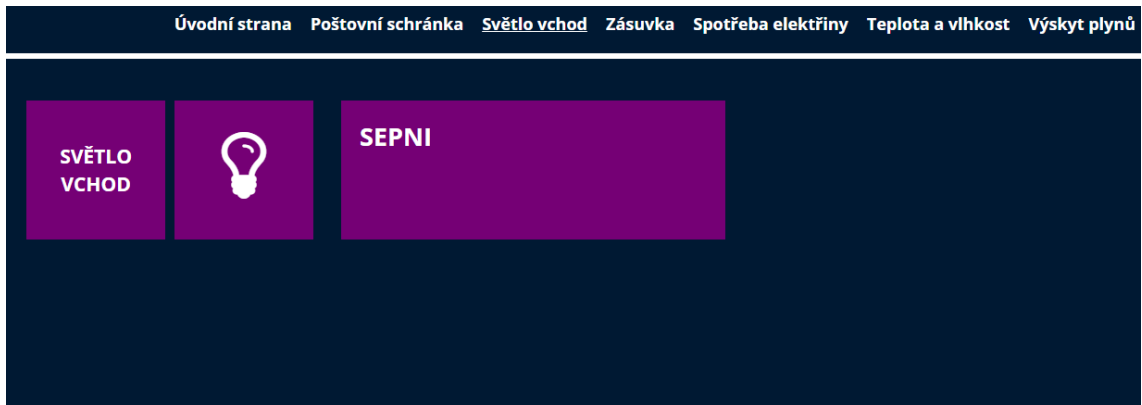 Úvodní strana Poštovní schránka Světlo vchod Zásuvka Spotřeba elektřiny Teplota a vlhkost Výskyt plynů
SVĚTLO
VCHOD
SEPNI